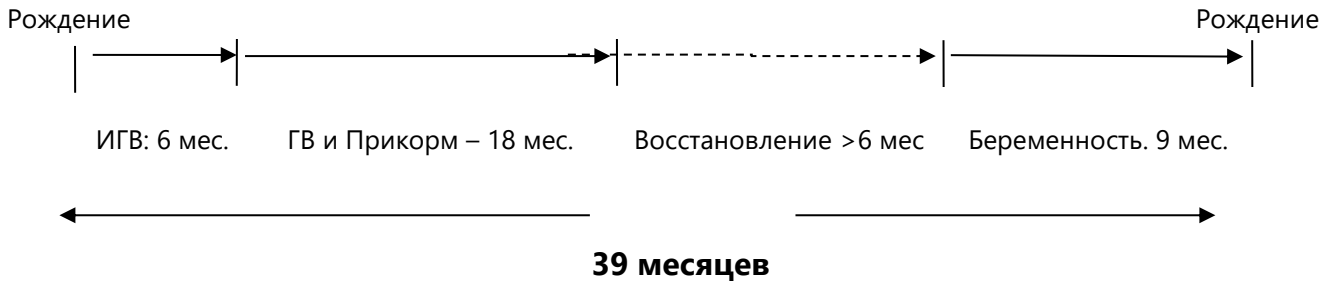 Рождение Рождение
ИГВ: 6 мес. ГВ и Прикорм – 18 мес. Восстановление >6 мес Беременность. 9 мес.
39 месяцев